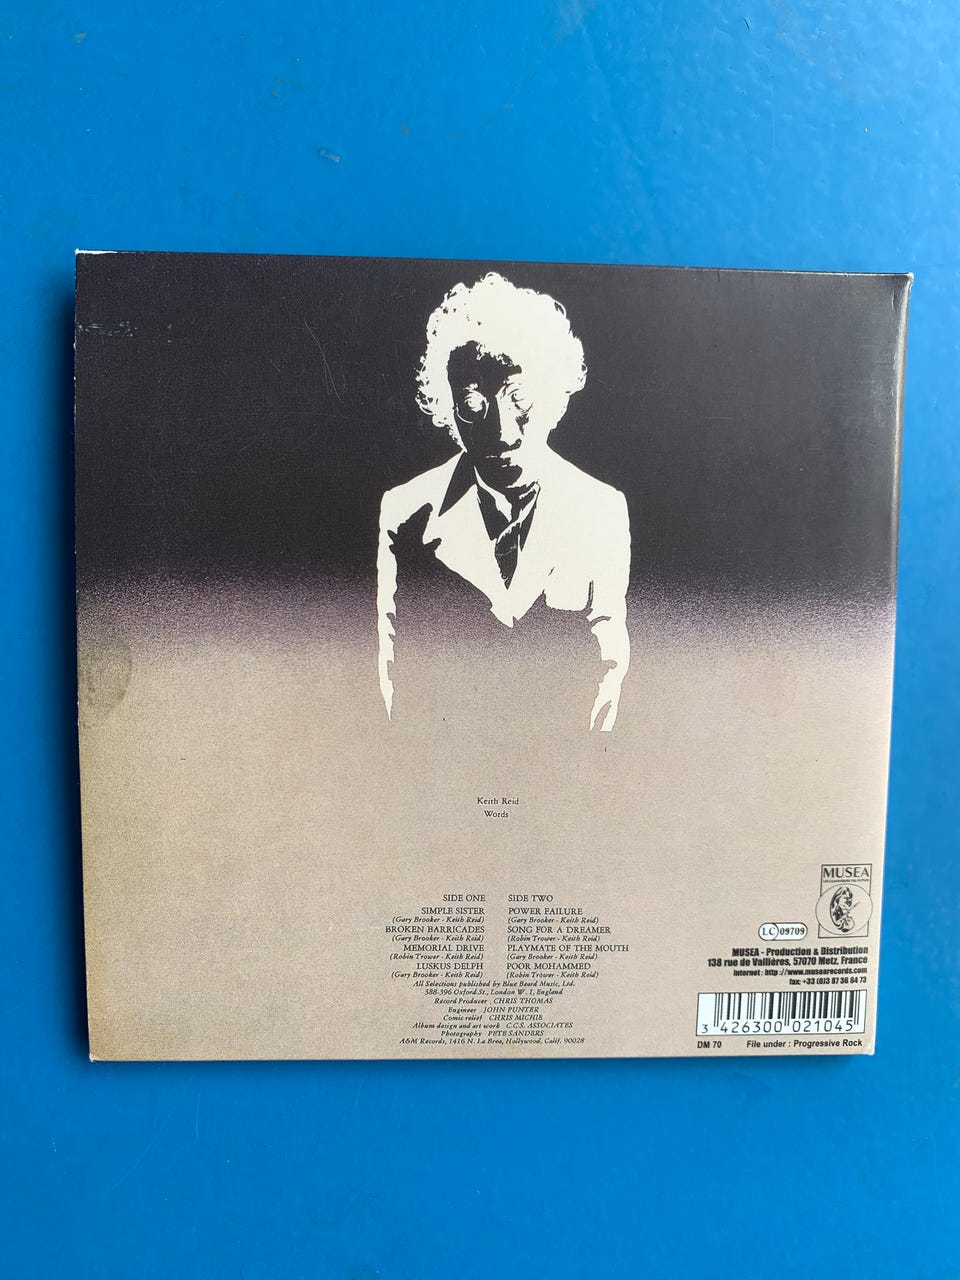 Keith Reid
Words
SIDE ONE
SIMPLE SISTER
(Gary Brooker - Keith Reid)
BROKEN BARRICADES
(Gary Brooker - Keith Reid)
MEMORIAL DRIVE
(Robin Trower - Keith Reid)
LUSKUS DELPH
(Gary Brooker - Keith Reid)
SIDE TWO
POWER FAILURE
(Gary Brooker - Keith Reid)
SONG FOR A DREAMER
(Robin Trower - Keith Reid)
PLAYMATE OF THE MOUTH
(Gary Brooker - Keith Reid)
POOR MOHAMMED
(Robin Trower - Keith Reid)
All Selections published by Blue Beard Music, Ltd.
388-396 Oxford St., London W. 1, England
Record Producer CHRIS THOMAS
Engineer JOHN PUNTER
Comic relief CHRIS MICHIE
Album design and art work C.C.S. ASSOCIATES
Photography PETE SANDERS
A&M Records, 1416 N. La Brea, Hollywood, Calif. 90028
MUSEA
LC 09709
MUSEA - Production & Distribution
138 rue de Vallières, 57070 Metz, France
Internet : http://www.musearecords.com
fax: +33 (0)3 87 36 64 73
3 426300 021045
DM 70 File under : Progressive Rock